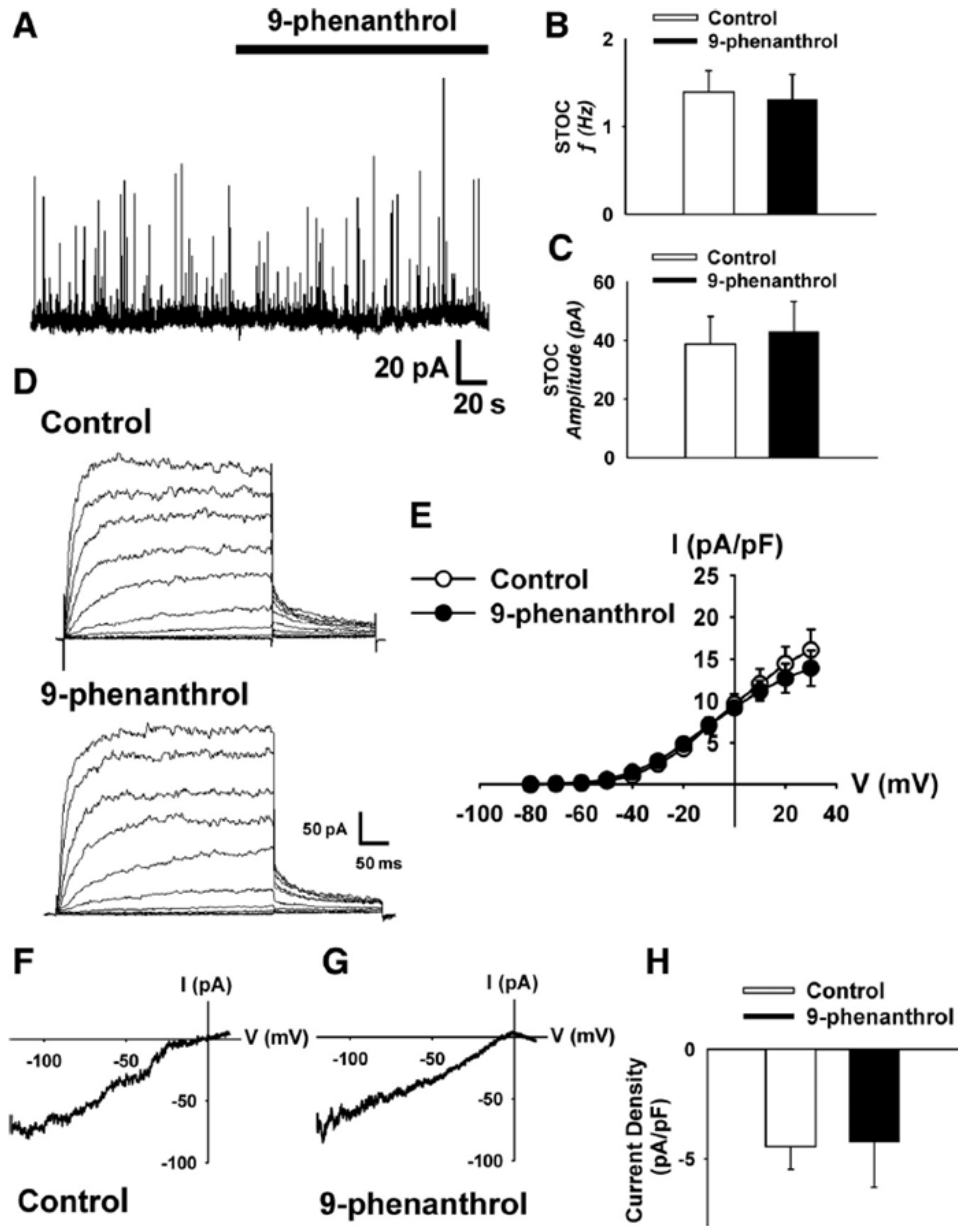 A
9-phenanthrol
20 pA
20 s
B
Control
9-phenanthrol
STOC
f (Hz)
2
1
0
C
Control
9-phenanthrol
STOC
Amplitude (pA)
60
40
20
0
D
Control
9-phenanthrol
50 pA
50 ms
E
I (pA/pF)
Control
9-phenanthrol
25
20
15
10
5
V (mV)
-100 -80 -60 -40 -20 0 20 40
F
I (pA)
V (mV)
-100 -50
-50
-100
Control
G
I (pA)
V (mV)
-100 -50
-50
-100
9-phenanthrol
H
Control
9-phenanthrol
Current Density
(pA/pF)
0
-5